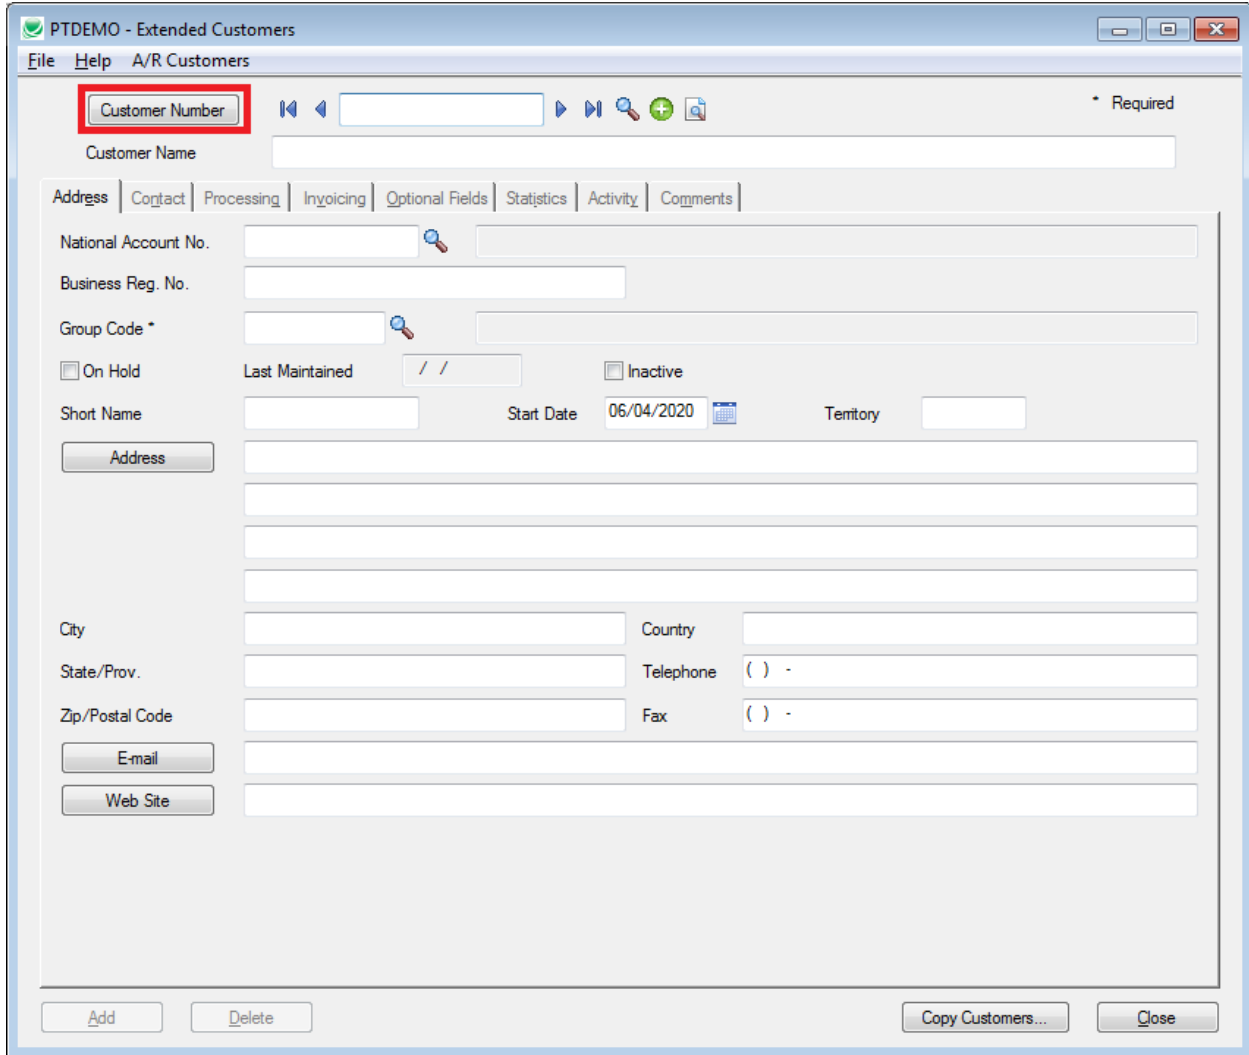 PTDEMO - Extended Customers
File Help A/R Customers
Customer Number * Required
Customer Name
Address Contact Processing Invoicing Optional Fields Statistics Activity Comments
National Account No.
Business Reg. No.
Group Code *
On Hold Last Maintained / / Inactive
Short Name Start Date 06/04/2020 Territory
Address
City Country
State/Prov. Telephone ( ) -
Zip/Postal Code Fax ( ) -
E-mail
Web Site
Add Delete Copy Customers... Close